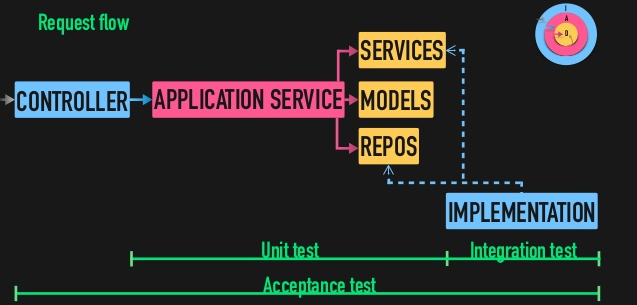 Request flow
I
A
D
SERVICES
CONTROLLER
APPLICATION SERVICE
MODELS
REPOS
IMPLEMENTATION
Unit test
Integration test
Acceptance test